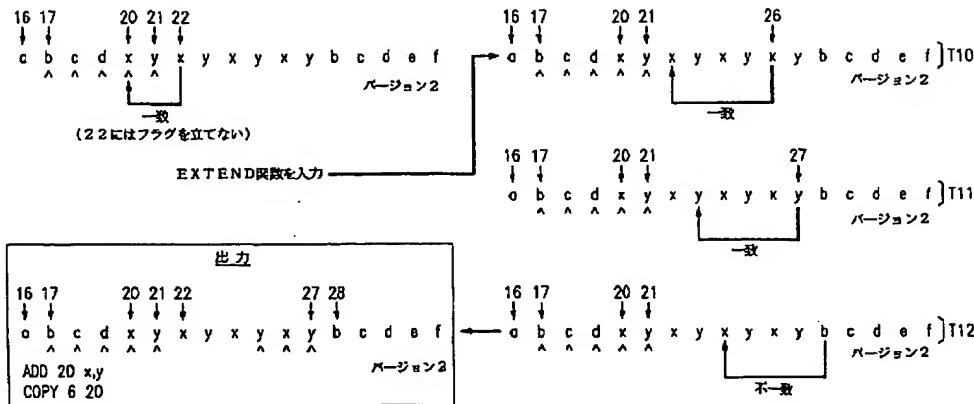 16 17 20 21 22
a b c d x y x y x y x y b c d e f
^ ^ ^ ^ ^
バージョン2
一致
(22にはフラグを立てない)
EXTEND関数を入力
16 17 20 21 26
a b c d x y x y x y x y b c d e f ]T10
^ ^ ^ ^ ^
バージョン2
一致
16 17 20 21 27
a b c d x y x y x y x y b c d e f ]T11
^ ^ ^ ^ ^
バージョン2
一致
出力
16 17 20 21 22 27 28
a b c d x y x y x y x y b c d e f
^ ^ ^ ^ ^ ^ ^ ^
バージョン2
ADD 2D x,y
COPY 6 20
16 17 20 21
a b c d x y x y x y x y b c d e f ]T12
^ ^ ^ ^ ^
バージョン2
不一致